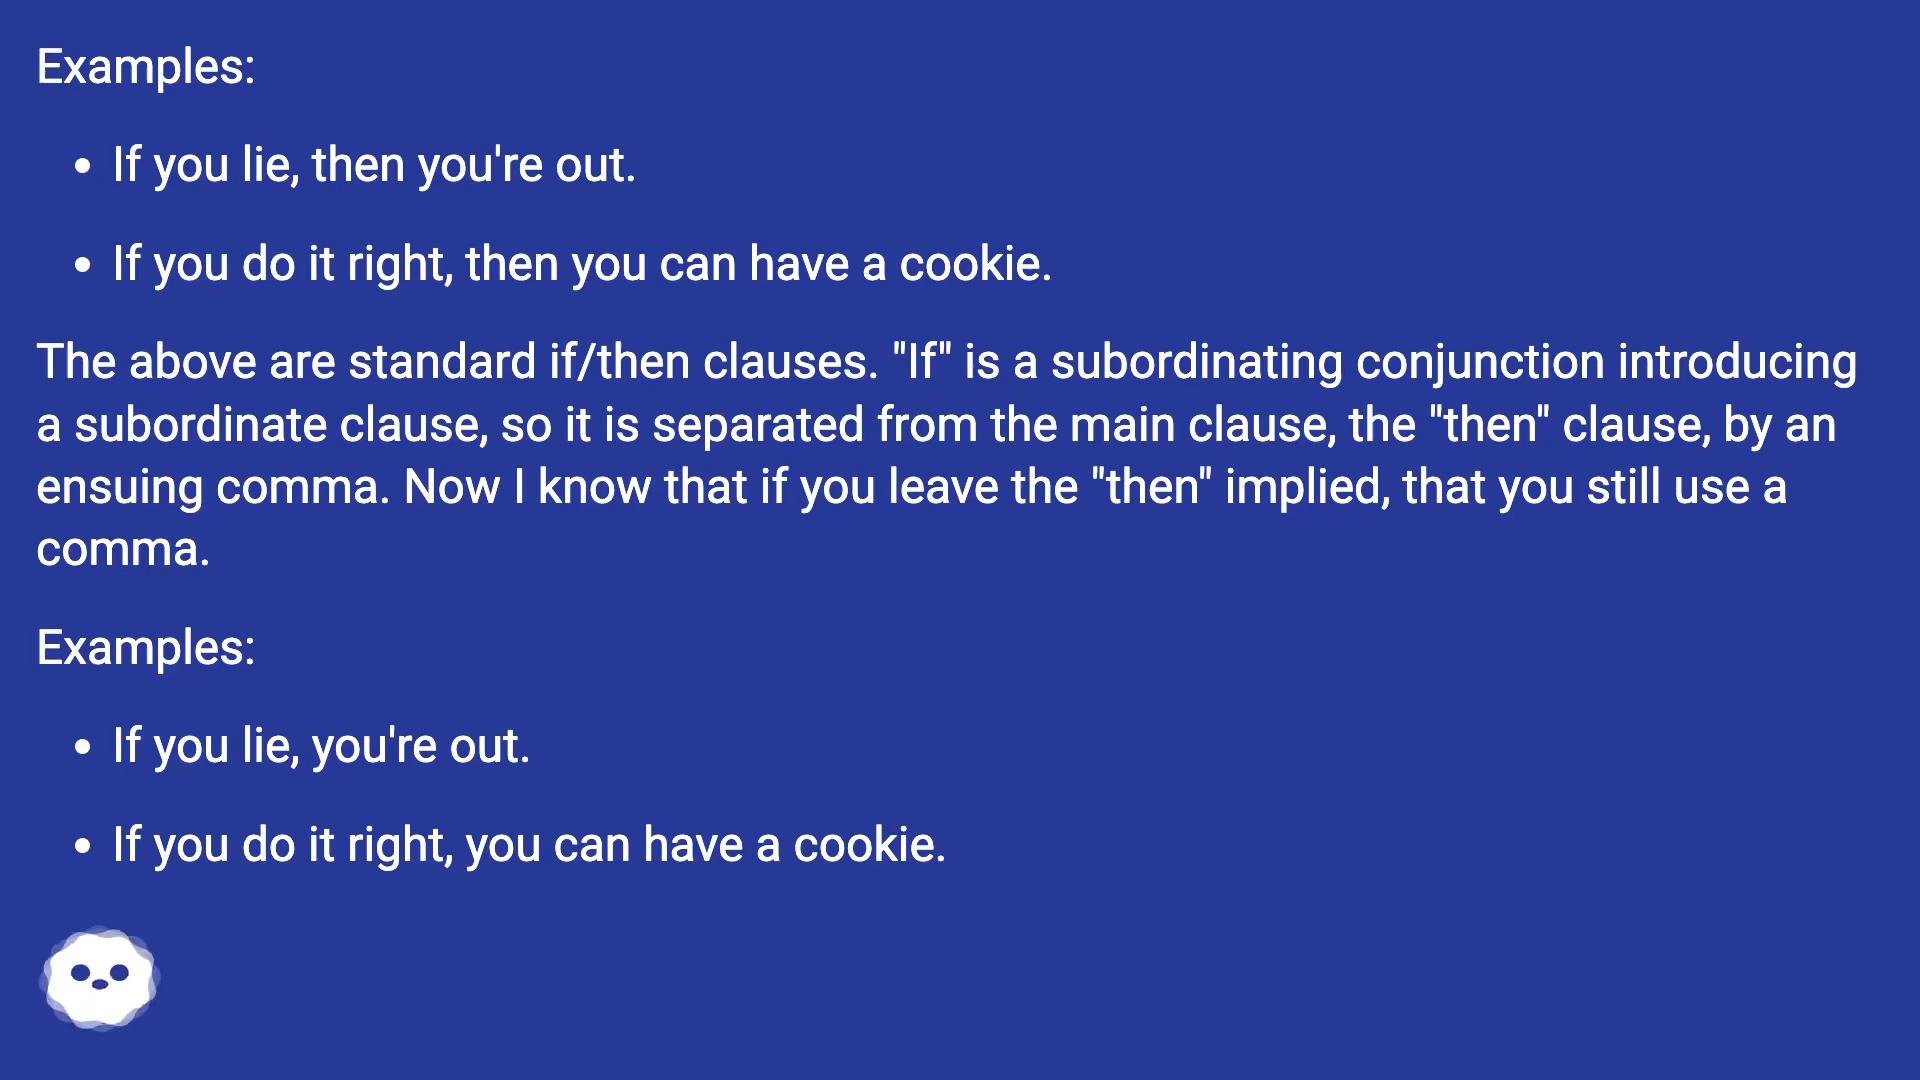 Examples:
• If you lie, then you're out.
• If you do it right, then you can have a cookie.
The above are standard if/then clauses. "If" is a subordinating conjunction introducing
a subordinate clause, so it is separated from the main clause, the "then" clause, by an
ensuing comma. Now I know that if you leave the "then" implied, that you still use a
comma.
Examples:
• If you lie, you're out.
• If you do it right, you can have a cookie.